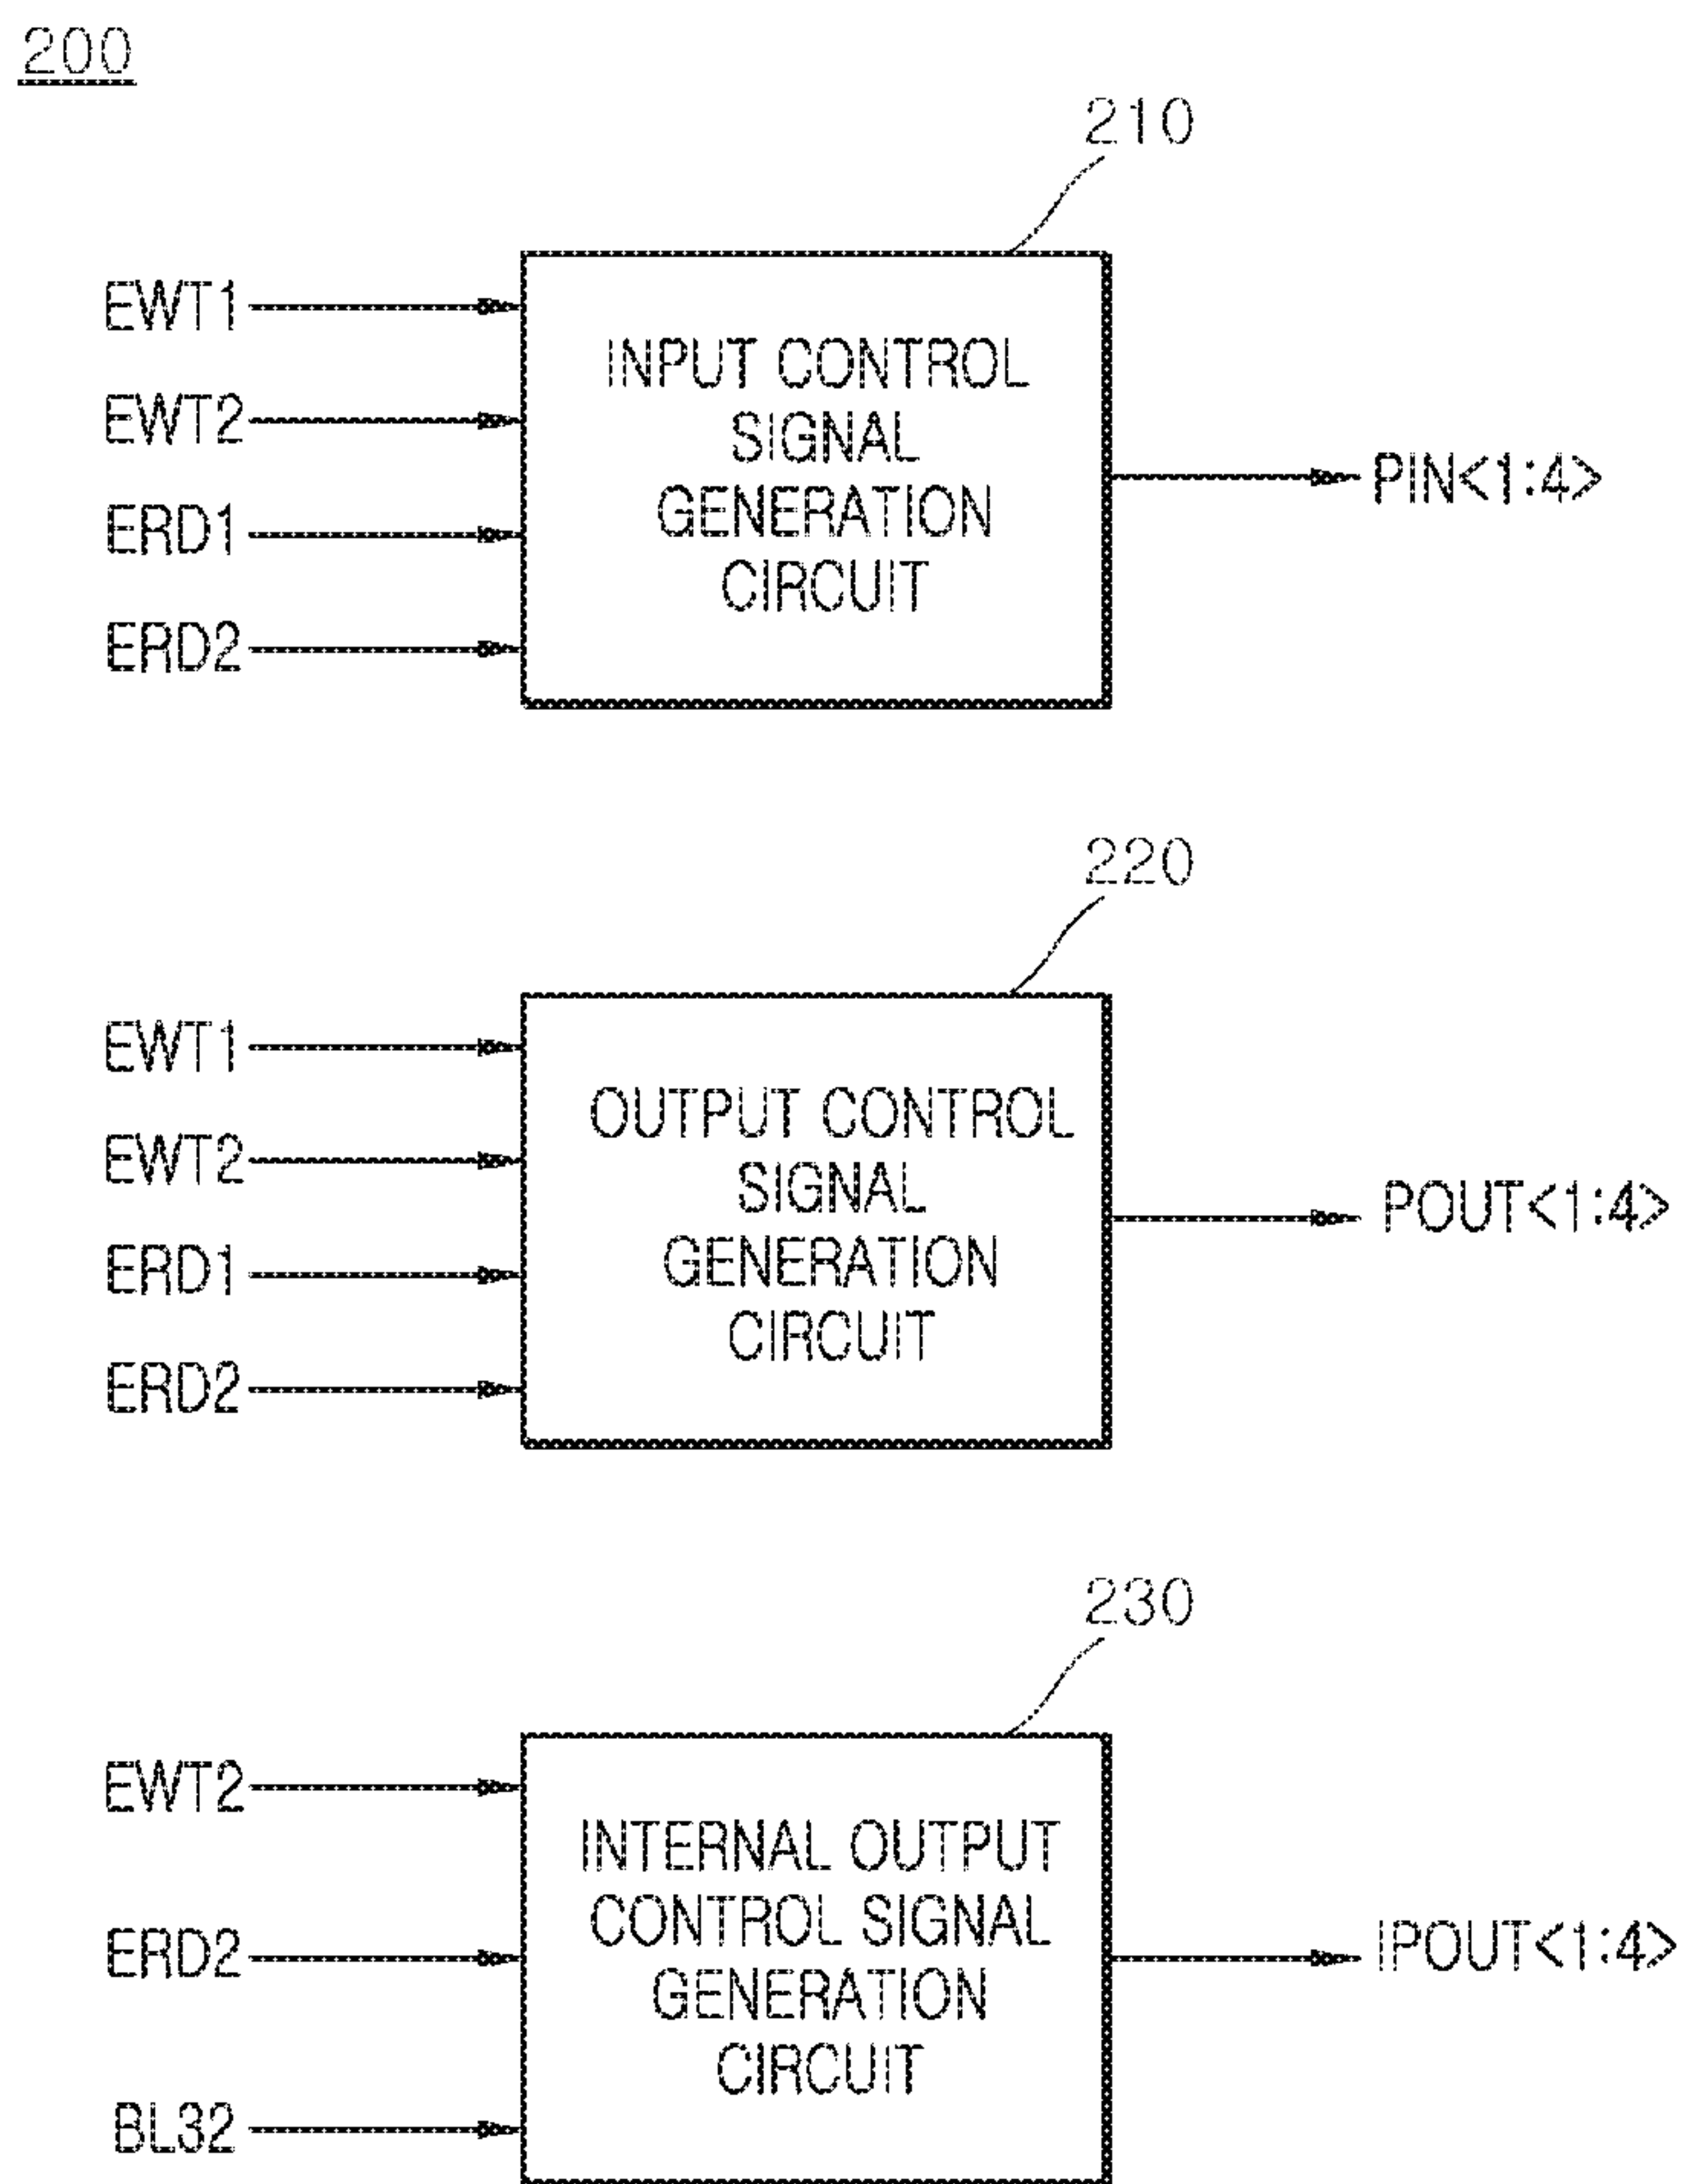 200
210
EWT1
EWT2
ERD1
ERD2
INPUT CONTROL
SIGNAL
GENERATION
CIRCUIT
PIN<1:4>
220
EWT1
EWT2
ERD1
ERD2
OUTPUT CONTROL
SIGNAL
GENERATION
CIRCUIT
POUT<1:4>
230
EWT2
ERD2
BL32
INTERNAL OUTPUT
CONTROL SIGNAL
GENERATION
CIRCUIT
IPOUT<1:4>